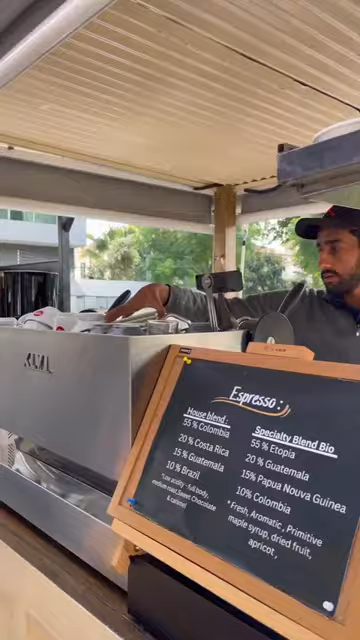 Espresso :
House blend :
55 % Colombia
20 % Costa Rica
15 % Guatemala
10 % Brazil
*Low acidity - full body,
medium roast, Sweet Chocolate
& caramel
Specialty Blend Bio
55 % Etopia
20 % Guatemala
15% Papua Nouva Guinea
10% Colombia
* Fresh, Aromatic , Primitive
maple syrup, dried fruit,
apricot ,